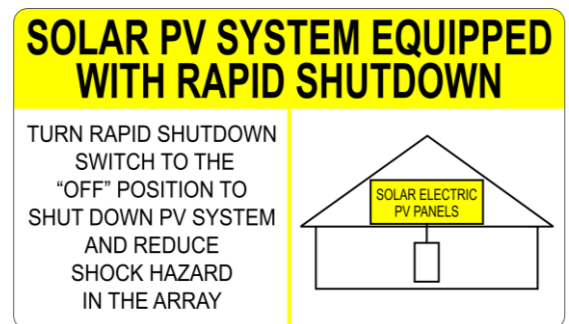 SOLAR PV SYSTEM EQUIPPED
WITH RAPID SHUTDOWN
TURN RAPID SHUTDOWN
SWITCH TO THE
“OFF” POSITION TO
SHUT DOWN PV SYSTEM
AND REDUCE
SHOCK HAZARD
IN THE ARRAY
SOLAR ELECTRIC
PV PANELS